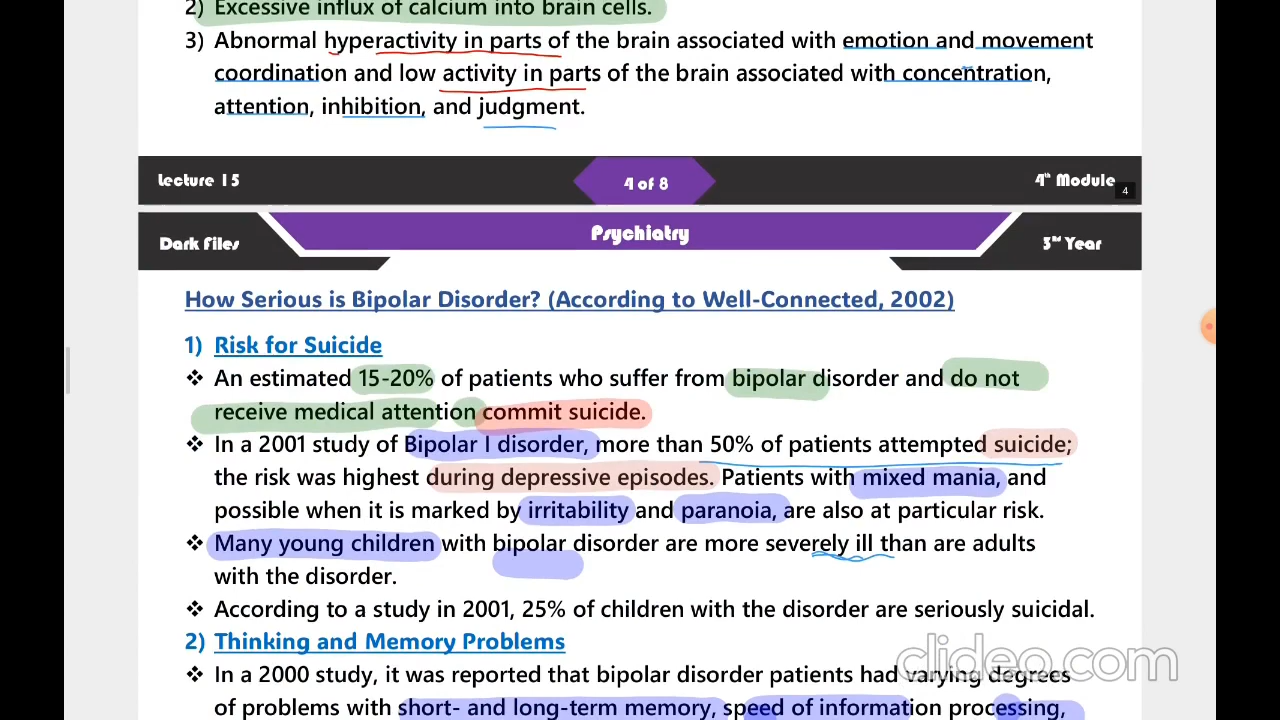 2) Excessive influx of calcium into brain cells.
3) Abnormal hyperactivity in parts of the brain associated with emotion and movement
coordination and low activity in parts of the brain associated with concentration,
attention, inhibition, and judgment.
Lecture 15
4 of 8
4th Module
4
Dark Files
Psychiatry
3rd Year
How Serious is Bipolar Disorder? (According to Well-Connected, 2002)
1) Risk for Suicide
❖ An estimated 15-20% of patients who suffer from bipolar disorder and do not
receive medical attention commit suicide.
❖ In a 2001 study of Bipolar I disorder, more than 50% of patients attempted suicide;
the risk was highest during depressive episodes. Patients with mixed mania, and
possible when it is marked by irritability and paranoia, are also at particular risk.
❖ Many young children with bipolar disorder are more severely ill than are adults
with the disorder.
❖ According to a study in 2001, 25% of children with the disorder are seriously suicidal.
2) Thinking and Memory Problems
❖ In a 2000 study, it was reported that bipolar disorder patients had varying degrees
of problems with short- and long-term memory, speed of information processing,
clideo.com